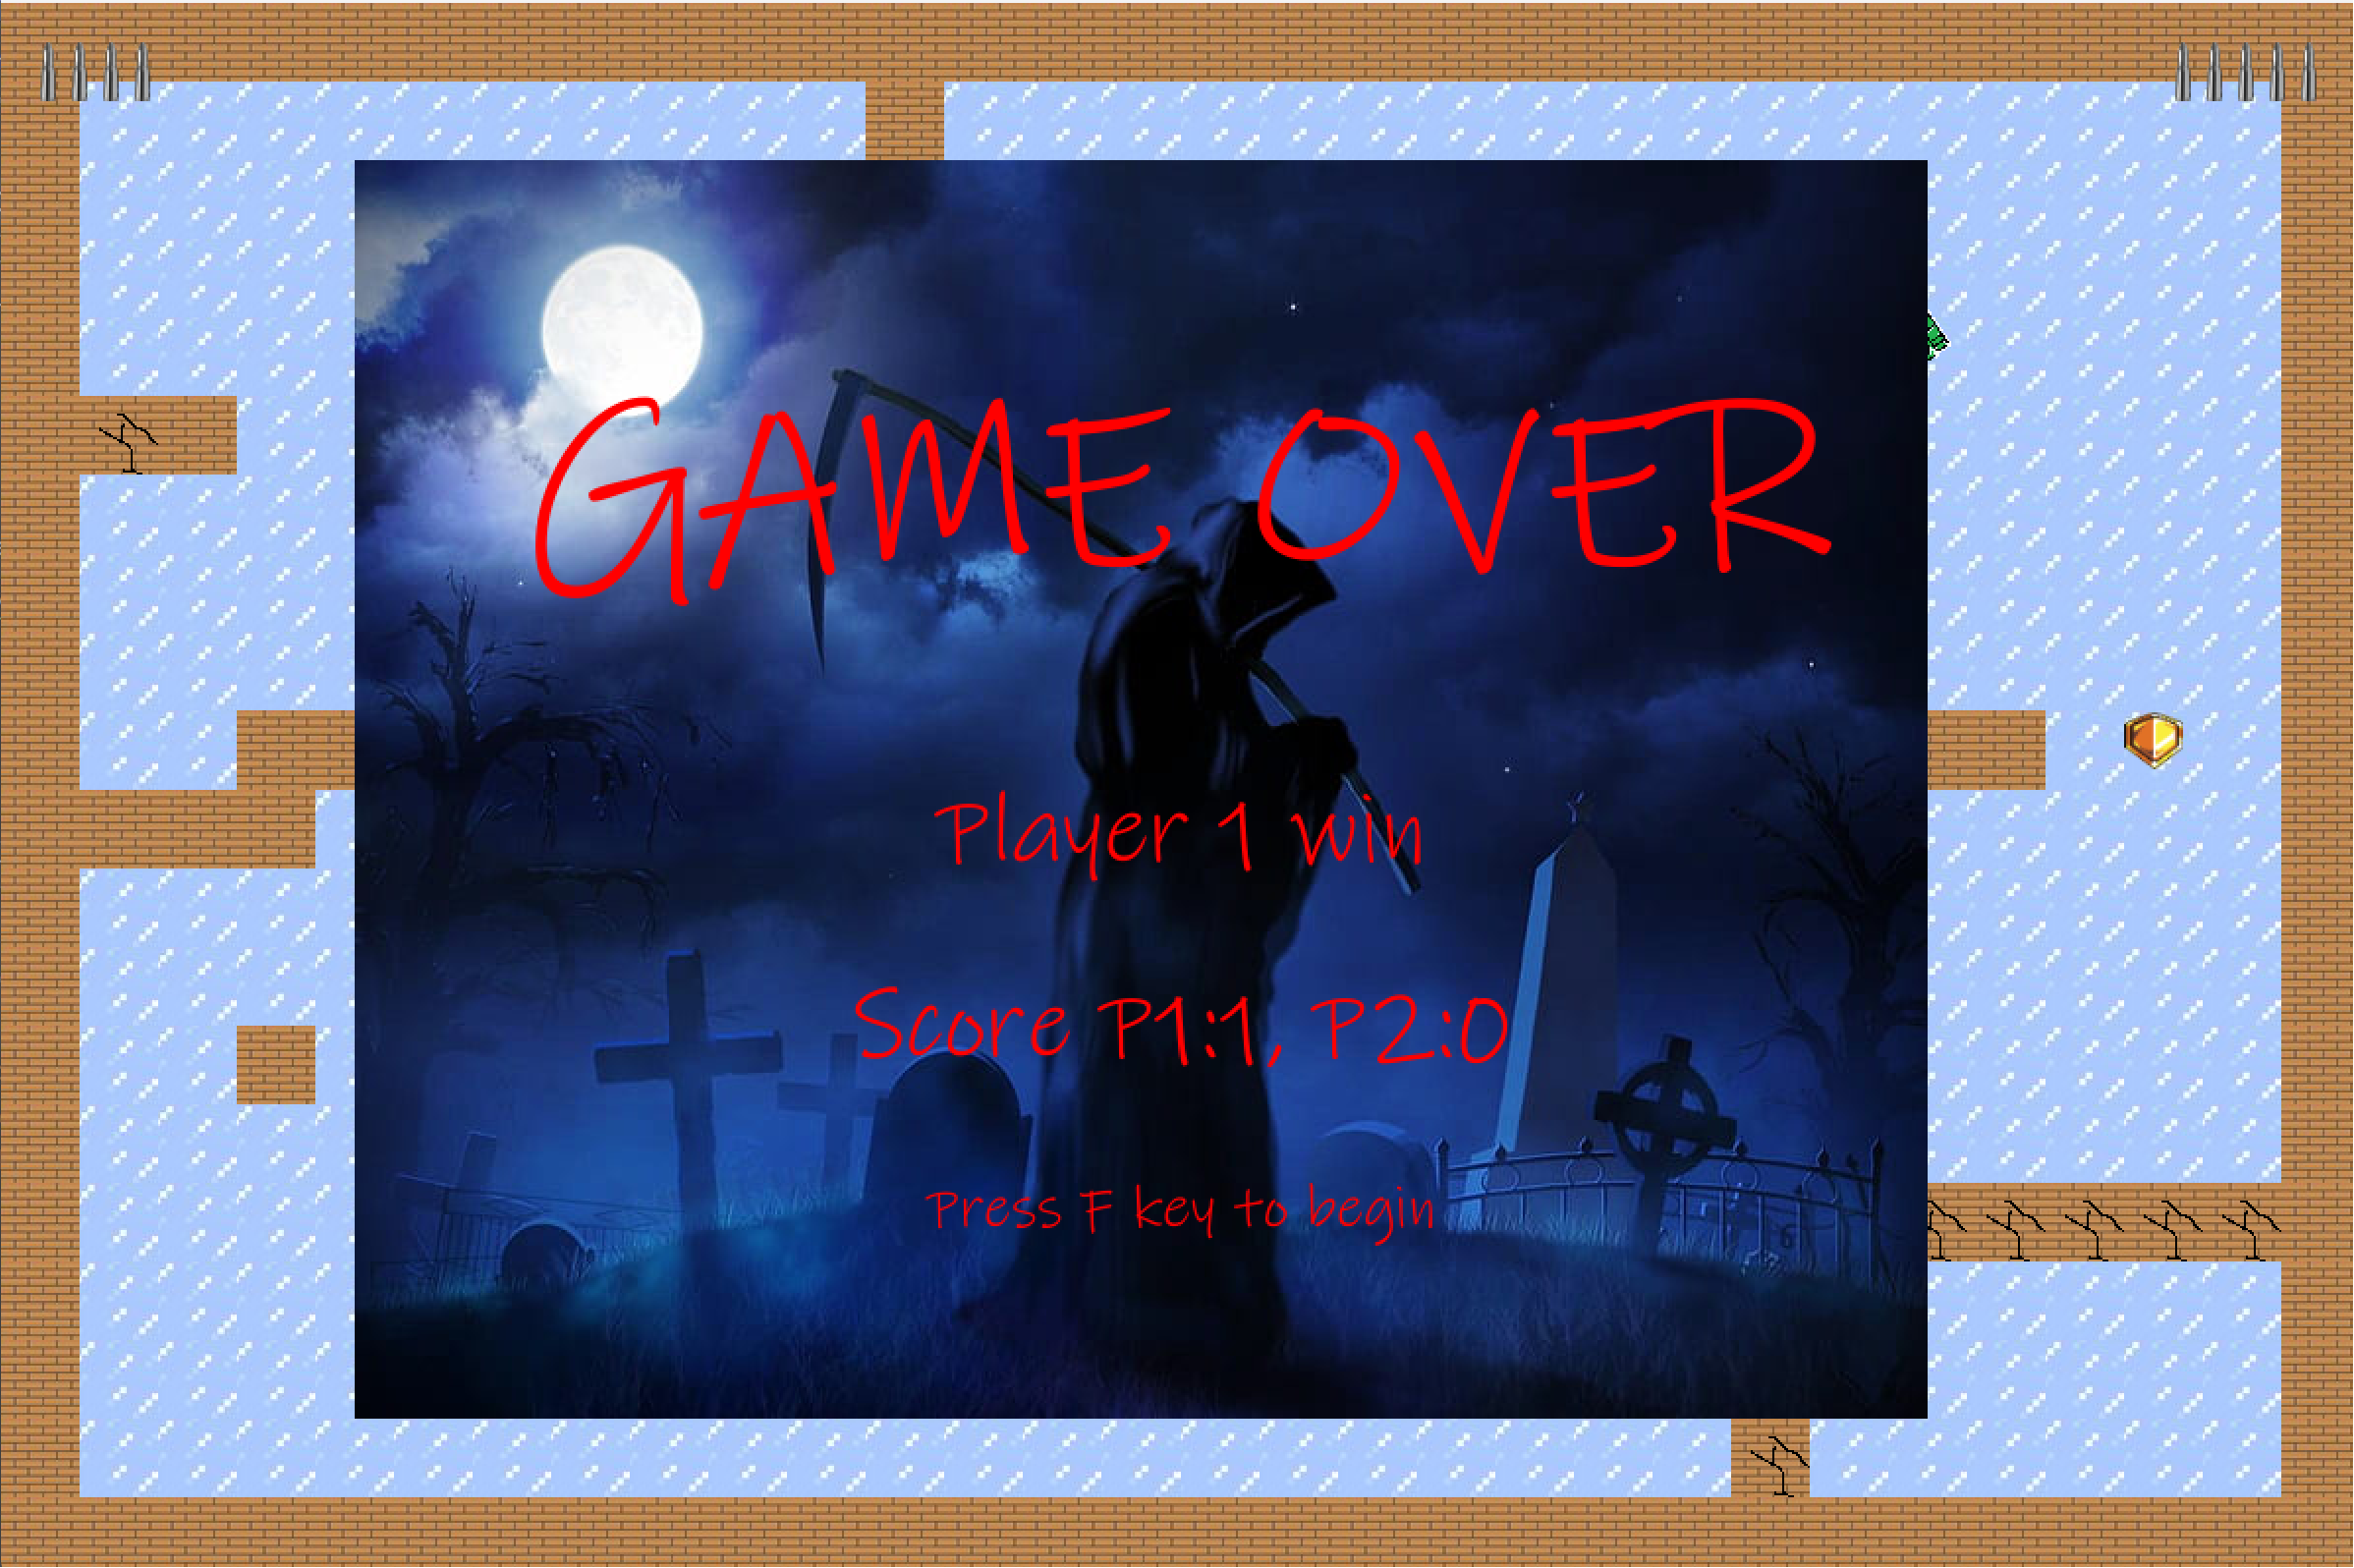 GAME OVER
Player 1 win
Score P1:1, P2:0
Press F key to begin